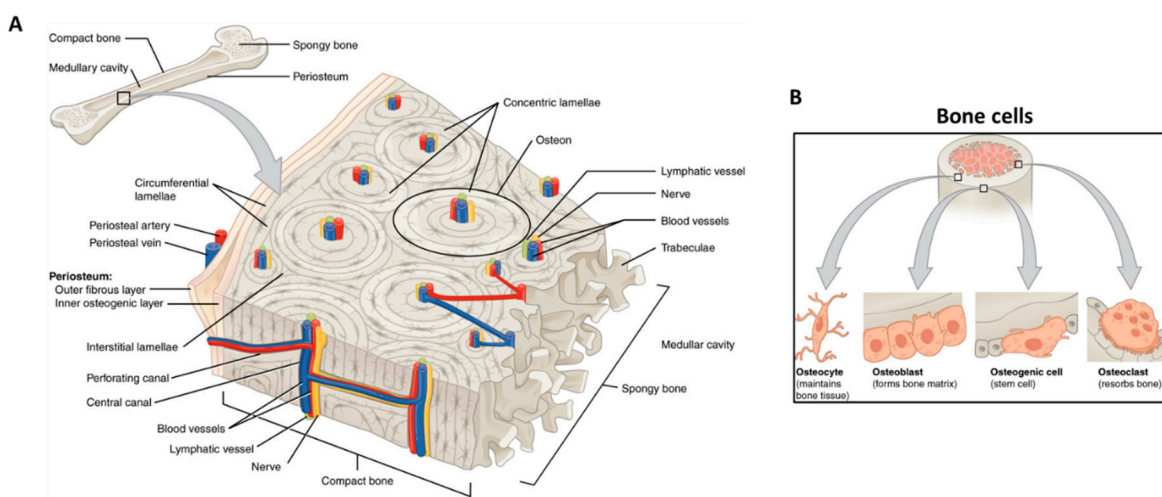 A
Compact bone
Medullary cavity
Spongy bone
Periosteum
Concentric lamellae
Osteon
Circumferential
lamellae
Lymphatic vessel
Nerve
Blood vessels
Trabeculae
Periosteal artery
Periosteal vein
Periosteum:
Outer fibrous layer
Inner osteogenic layer
Interstitial lamellae
Medullar cavity
Perforating canal
Spongy bone
Central canal
Blood vessels
Lymphatic vessel
Nerve
Compact bone
B
Bone cells
Osteocyte
(maintains
bone tissue)
Osteoblast
(forms bone matrix)
Osteogenic cell
(stem cell)
Osteoclast
(resorbs bone)